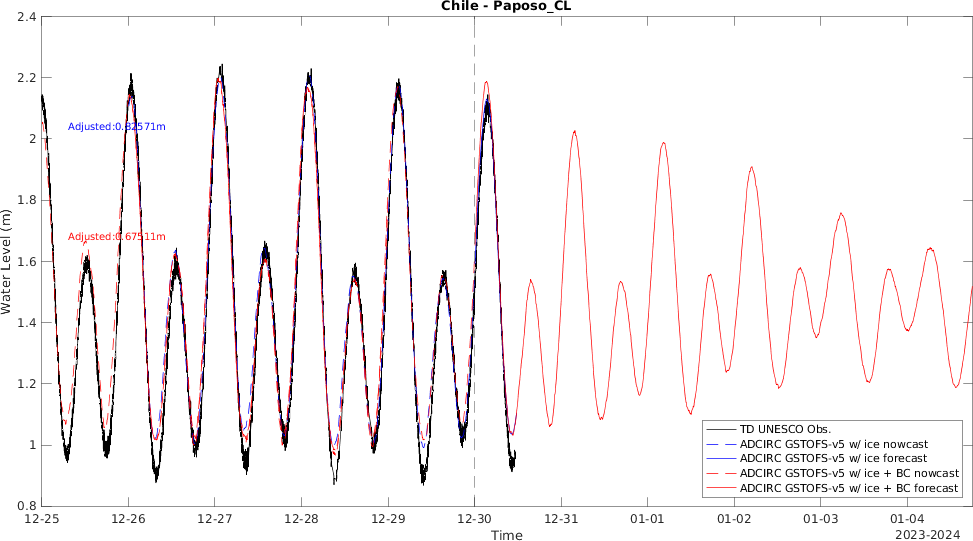 Chile - Paposo_CL
2.4
2.2
2
1.8
1.6
1.4
1.2
1
0.8
Water Level (m)
Adjusted:0.82571m
Adjusted:0.67511m
TD UNESCO Obs.
ADCIRC GSTOFS-v5 w/ ice nowcast
ADCIRC GSTOFS-v5 w/ ice forecast
ADCIRC GSTOFS-v5 w/ ice + BC nowcast
ADCIRC GSTOFS-v5 w/ ice + BC forecast
12-25 12-26 12-27 12-28 12-29 12-30 12-31 01-01 01-02 01-03 01-04
Time
2023-2024